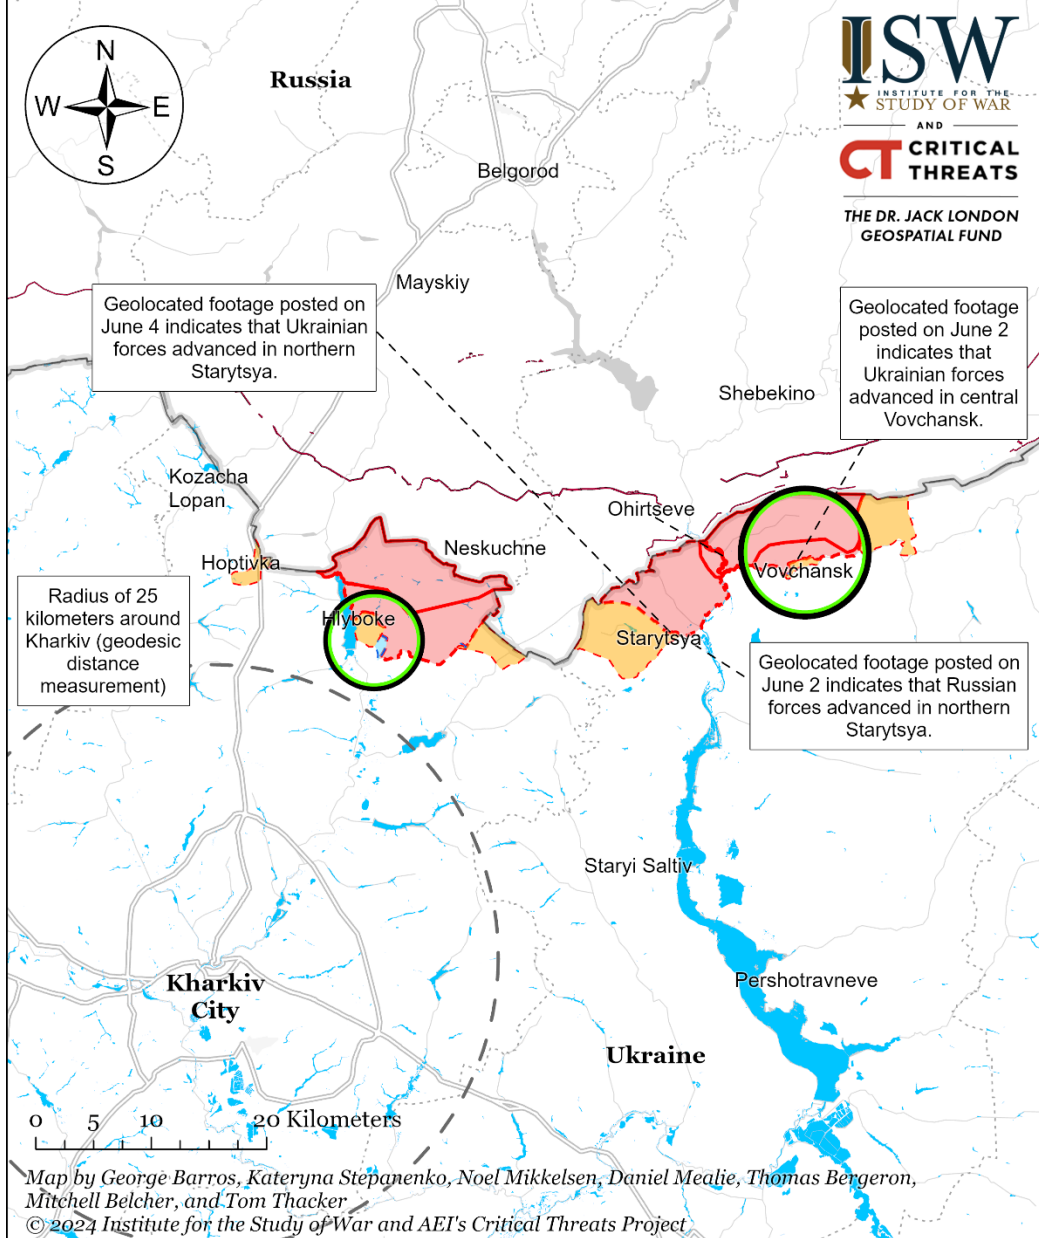 N
W E
S
Russia
ISW
INSTITUTE FOR THE
STUDY OF WAR
AND
CT CRITICAL
THREATS
THE DR. JACK LONDON
GEOSPATIAL FUND
Belgorod
Mayskiy
Geolocated footage posted on
June 4 indicates that Ukrainian
forces advanced in northern
Starytsya.
Geolocated footage
posted on June 2
indicates that
Ukrainian forces
advanced in central
Vovchansk.
Shebekino
Kozacha
Lopan
Ohirtseve
Neskuchne
Hoptivka
Vovchansk
Radius of 25
kilometers around
Kharkiv (geodesic
distance
measurement)
Hlyboke
Starytsya
Geolocated footage posted on
June 2 indicates that Russian
forces advanced in northern
Starytsya.
Staryi Saltiv
Pershotravneve
Kharkiv
City
Ukraine
0 5 10 20 Kilometers
Map by George Barros, Kateryna Stepanenko, Noel Mikkelsen, Daniel Mealie, Thomas Bergeron,
Mitchell Belcher, and Tom Thacker
© 2024 Institute for the Study of War and AEI's Critical Threats Project